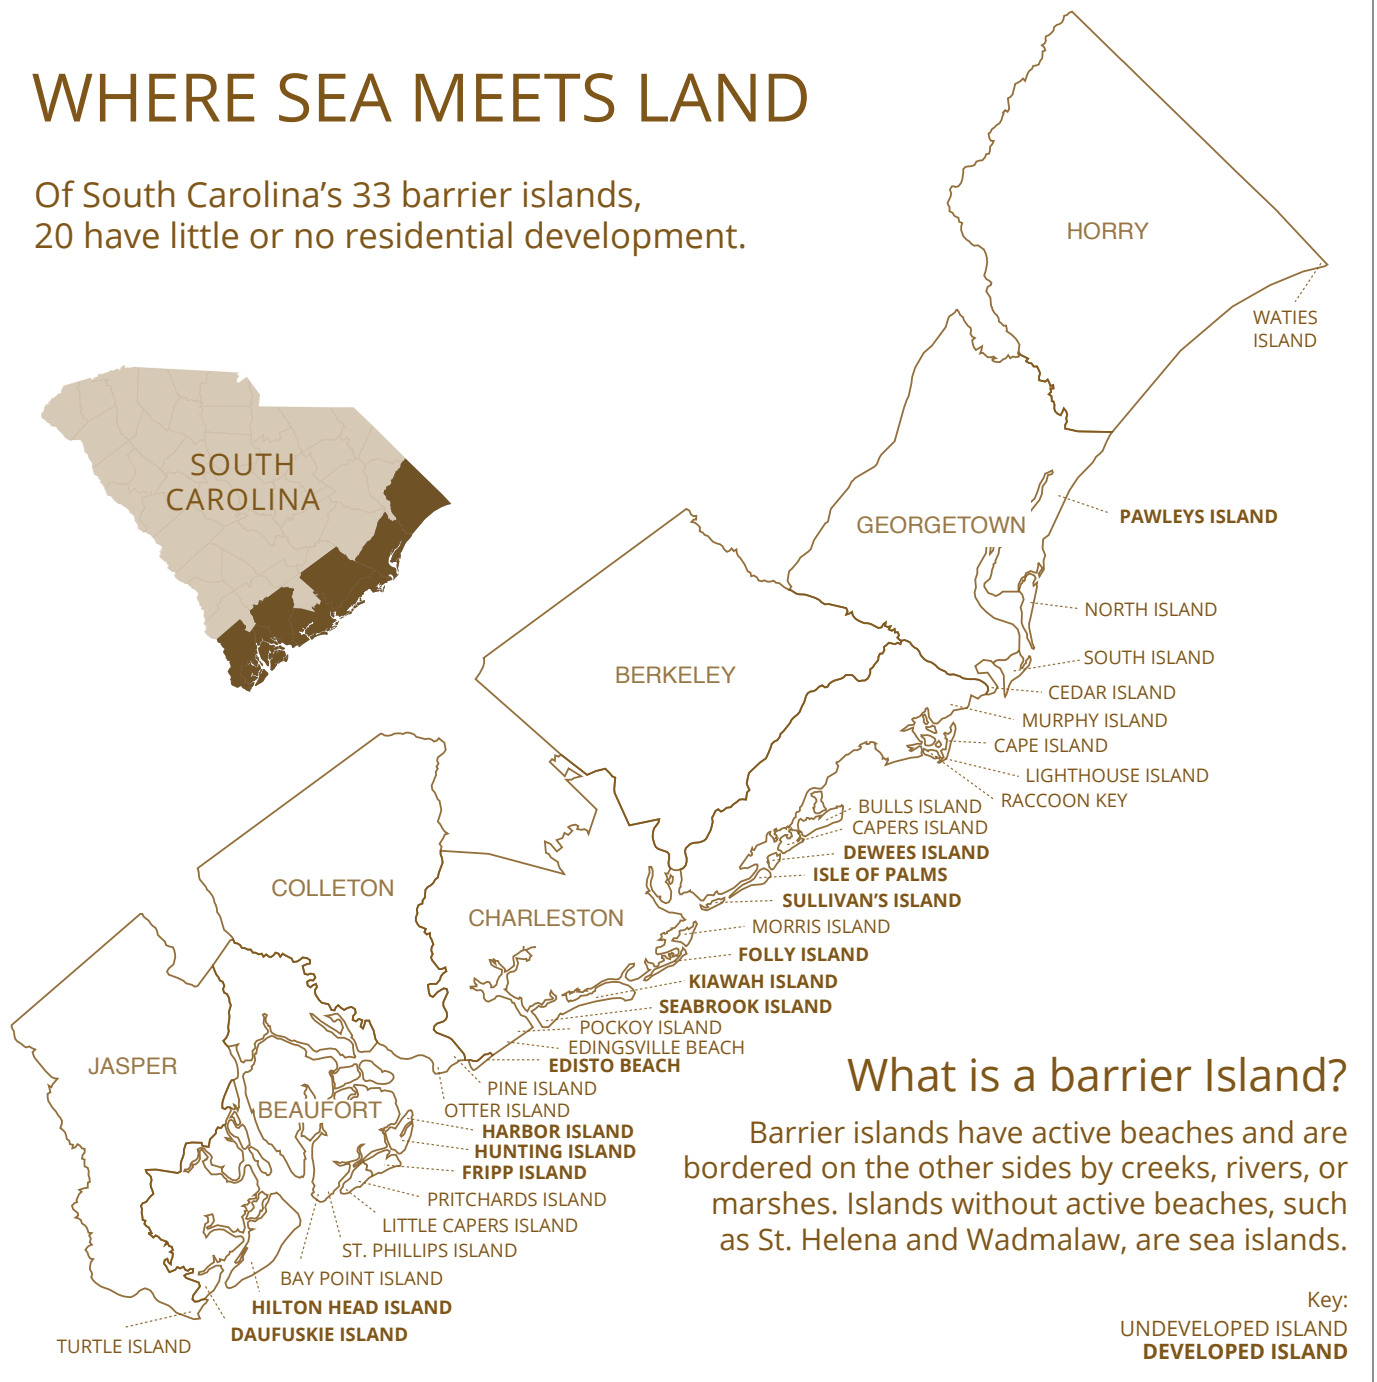 WHERE SEA MEETS LAND
Of South Carolina’s 33 barrier islands,
20 have little or no residential development.
HORRY
WATIES
ISLAND
SOUTH
CAROLINA
GEORGETOWN
PAWLEYS ISLAND
NORTH ISLAND
SOUTH ISLAND
BERKELEY
CEDAR ISLAND
MURPHY ISLAND
CAPE ISLAND
LIGHTHOUSE ISLAND
RACCOON KEY
BULLS ISLAND
CAPERS ISLAND
DEWEES ISLAND
ISLE OF PALMS
COLLETON
SULLIVAN’S ISLAND
CHARLESTON
MORRIS ISLAND
FOLLY ISLAND
KIAWAH ISLAND
SEABROOK ISLAND
POCKOY ISLAND
EDINGSVILLE BEACH
EDISTO BEACH
JASPER
PINE ISLAND
BEAUFORT
OTTER ISLAND
HARBOR ISLAND
HUNTING ISLAND
FRIPP ISLAND
PRITCHARDS ISLAND
LITTLE CAPERS ISLAND
ST. PHILLIPS ISLAND
BAY POINT ISLAND
HILTON HEAD ISLAND
DAUFUSKIE ISLAND
TURTLE ISLAND
What is a barrier Island?
Barrier islands have active beaches and are
bordered on the other sides by creeks, rivers, or
marshes. Islands without active beaches, such
as St. Helena and Wadmalaw, are sea islands.
Key:
UNDEVELOPED ISLAND
DEVELOPED ISLAND